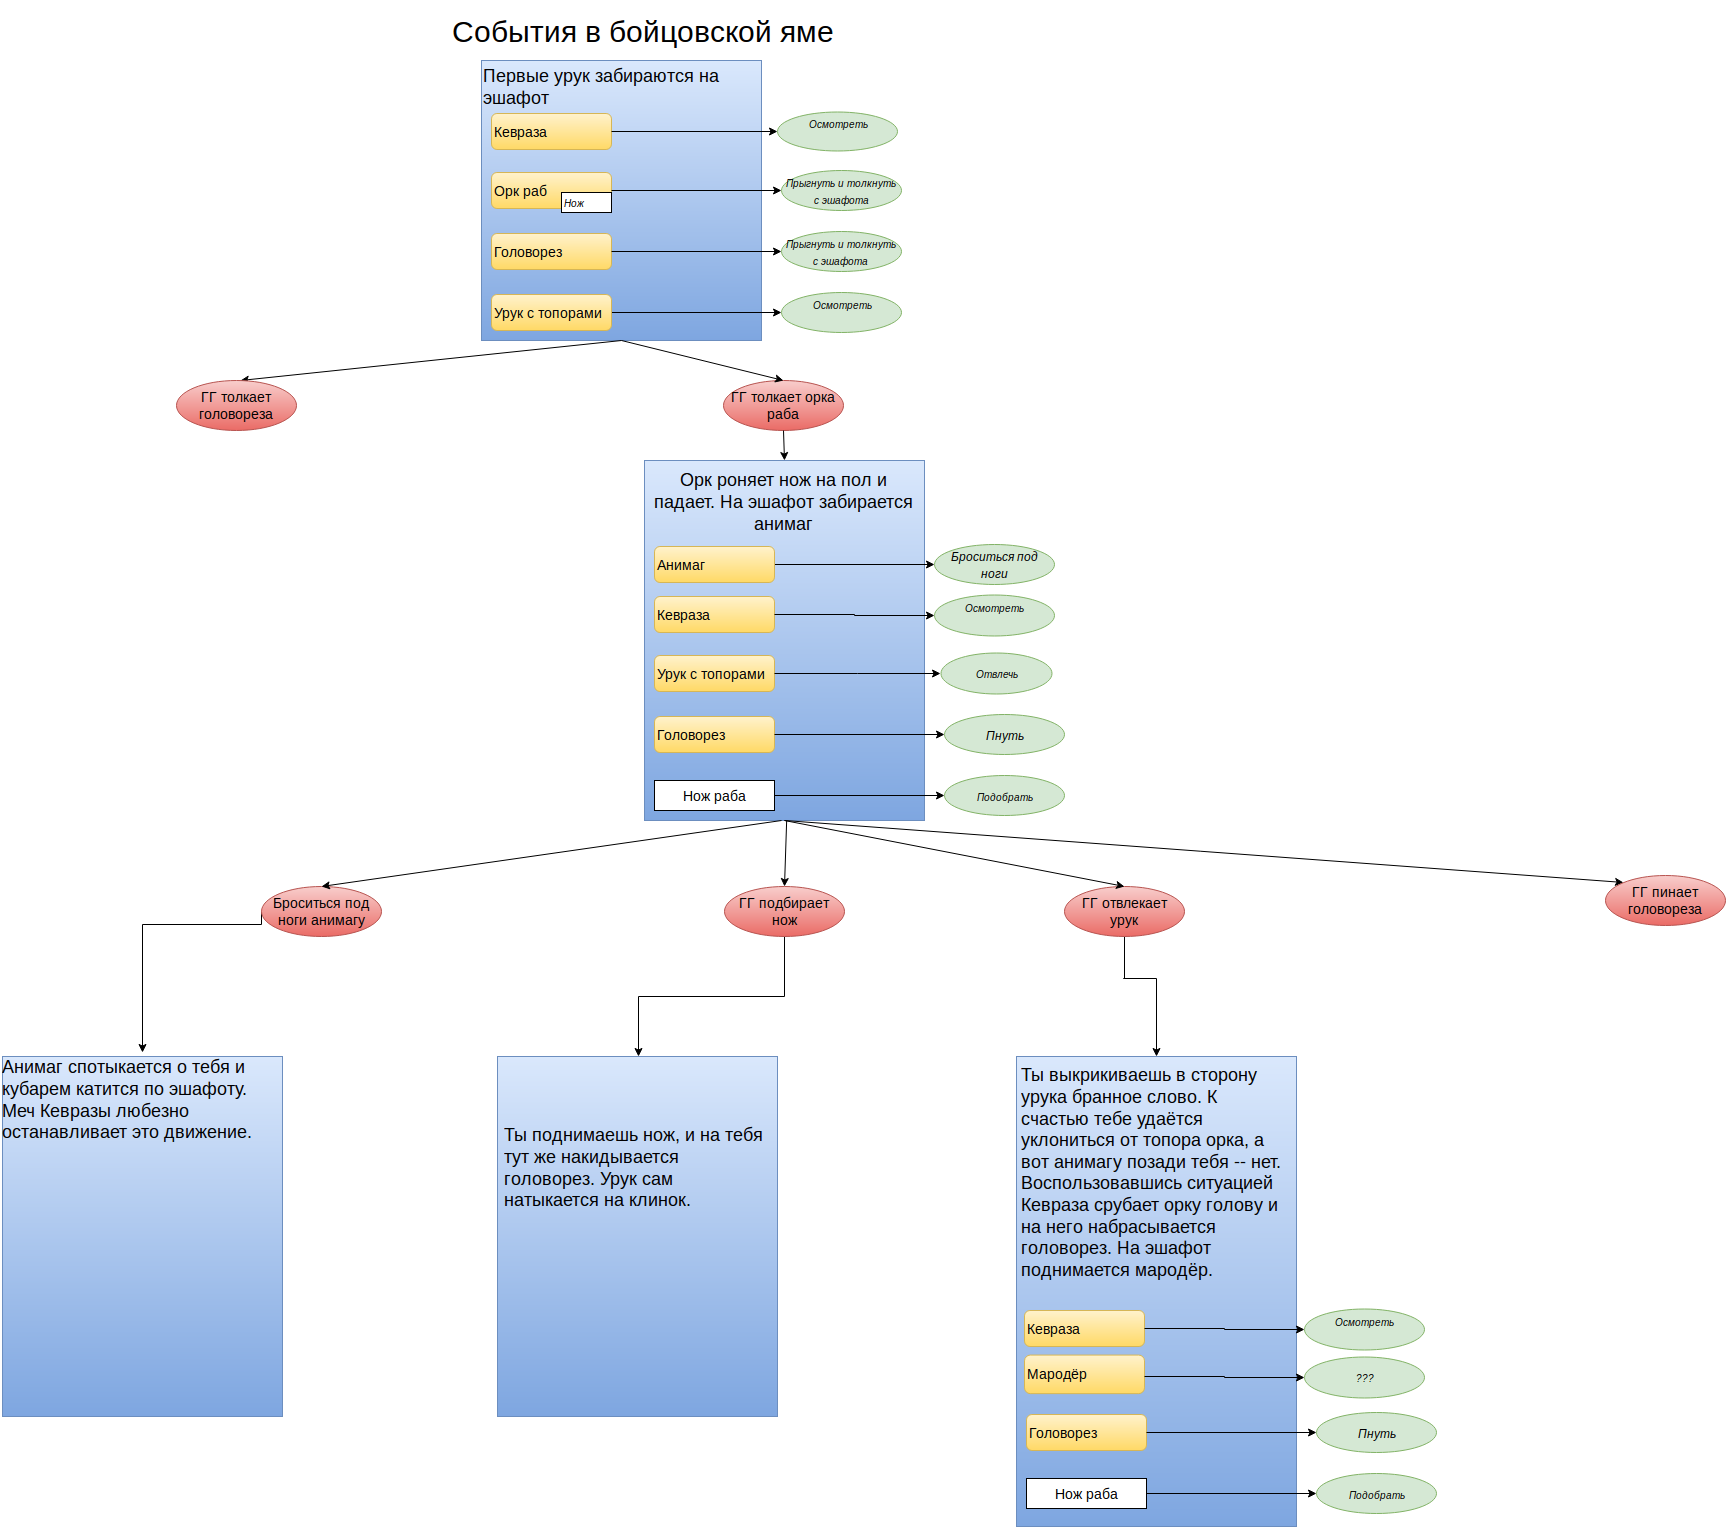 События в бойцовской яме
Первые урук забираются на
эшафот
Кевраза
Осмотреть
Орк раб
Нож
Прыгнуть и толкнуть
с эшафота
Головорез
Прыгнуть и толкнуть
с эшафота
Урук с топорами
Осмотреть
ГГ толкает
головореза
ГГ толкает орка
раба
Орк роняет нож на пол и
падает. На эшафот забирается
анимаг
Анимаг
Броситься под
ноги
Кевраза
Осмотреть
Урук с топорами
Отвлечь
Головорез
Пнуть
Нож раба
Подобрать
Броситься под
ноги анимагу
ГГ подбирает
нож
ГГ отвлекает
урук
ГГ пинает
головореза
Анимаг спотыкается о тебя и
кубарем катится по эшафоту.
Меч Кевразы любезно
останавливает это движение.
Ты поднимаешь нож, и на тебя
тут же накидывается
головорез. Урук сам
натыкается на клинок.
Ты выкрикиваешь в сторону
урука бранное слово. К
счастью тебе удаётся
уклониться от топора орка, а
вот анимагу позади тебя -- нет.
Воспользовавшись ситуацией
Кевраза срубает орку голову и
на него набрасывается
головорез. На эшафот
поднимается мародёр.
Кевраза
Осмотреть
Мародёр
???
Головорез
Пнуть
Нож раба
Подобрать